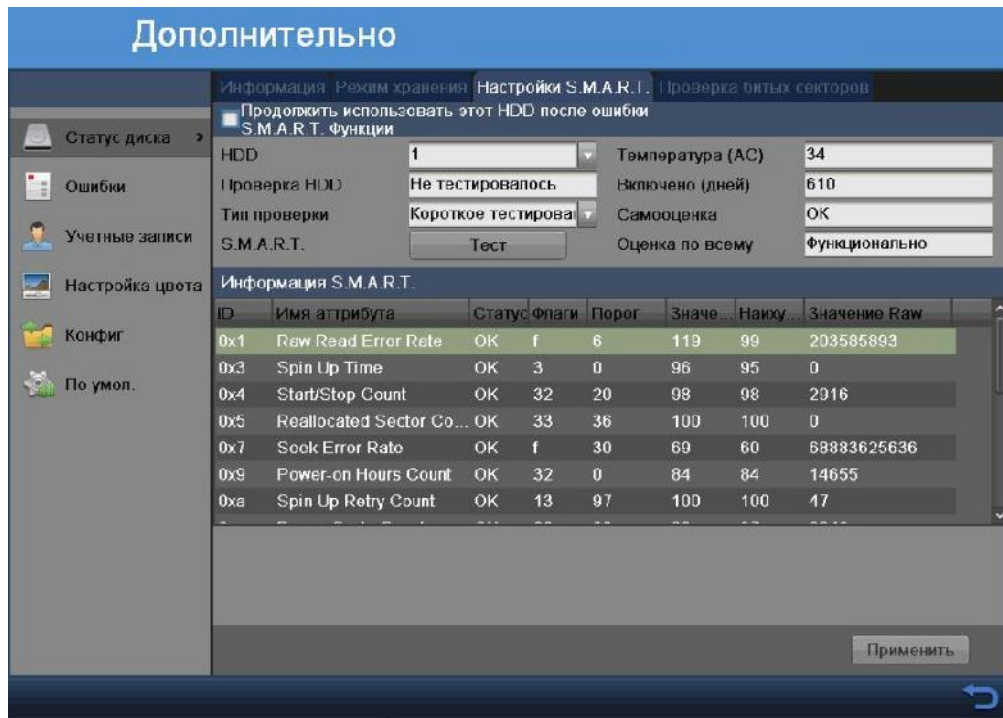 Дополнительно
Информация Режим хранения Настройки S.M.A.R.T. Проверка битых секторов
Продолжить использовать этот HDD после ошибки
S.M.A.R.T. Функции
Статус диска
Ошибки
Учетные записи
Настройка цвета
Конфиг
По умол.
HDD 1 Температура (АС) 34
Проверка HDD Не тестировалось Включено (дней) 610
Тип проверки Короткое тестироваі Самооценка OK
S.M.A.R.T. Тест Оценка по всему Функционально
Информация S.M.A.R.T.
ID Имя аттрибута Статус Флаги Порог Значе... Наиху... Значение Raw
0x1 Raw Read Error Rate OK f 6 119 99 203585893
0x3 Spin Up Time OK 3 0 96 95 0
0x4 Start/Stop Count OK 32 20 98 98 2916
0x5 Reallocated Sector Co... OK 33 36 100 100 0
0x7 Seek Error Rate OK f 30 69 60 68883625636
0x9 Power-on Hours Count OK 32 0 84 84 14655
0xa Spin Up Retry Count OK 13 97 100 100 47
Применить